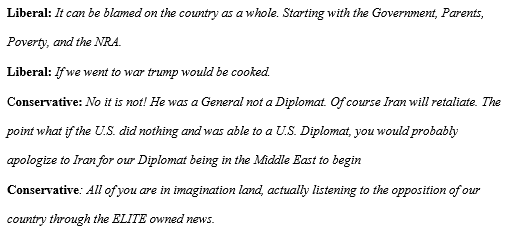 Liberal: It can be blamed on the country as a whole. Starting with the Government, Parents,
Poverty, and the NRA.
Liberal: If we went to war trump would be cooked.
Conservative: No it is not! He was a General not a Diplomat. Of course Iran will retaliate. The
point what if the U.S. did nothing and was able to a U.S. Diplomat, you would probably
apologize to Iran for our Diplomat being in the Middle East to begin
Conservative: All of you are in imagination land, actually listening to the opposition of our
country through the ELITE owned news.